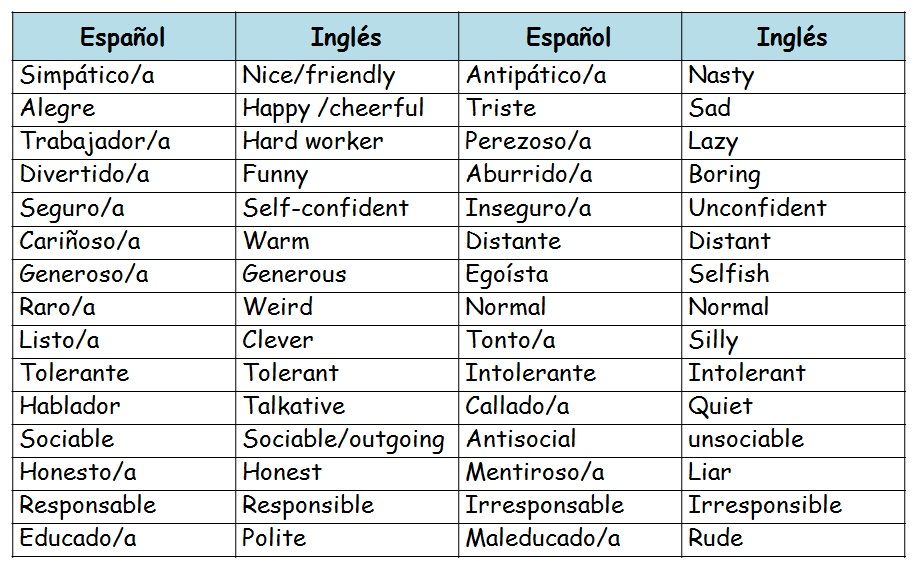 Español Inglés Español Inglés
Simpático/a Nice/friendly Antipático/a Nasty
Alegre Happy /cheerful Triste Sad
Trabajador/a Hard worker Perezoso/a Lazy
Divertido/a Funny Aburrido/a Boring
Seguro/a Self-confident Inseguro/a Unconfident
Cariñoso/a Warm Distante Distant
Generoso/a Generous Egoísta Selfish
Raro/a Weird Normal Normal
Listo/a Clever Tonto/a Silly
Tolerante Tolerant Intolerante Intolerant
Hablador Talkative Callado/a Quiet
Sociable Sociable/outgoing Antisocial unsociable
Honesto/a Honest Mentiroso/a Liar
Responsable Responsible Irresponsable Irresponsible
Educado/a Polite Maleducado/a Rude